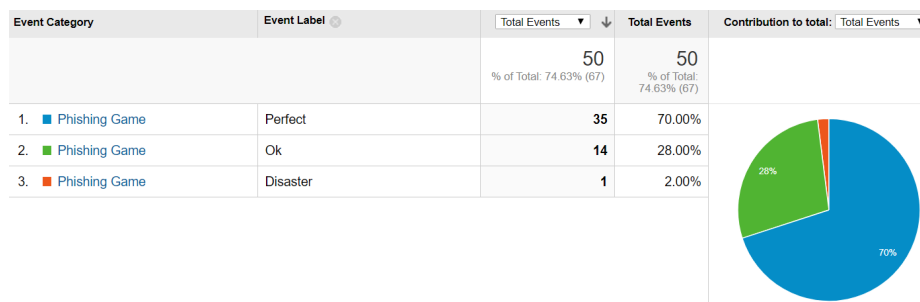 Event Category Event Label Total Events Total Events Contribution to total: Total Events
50 50
% of Total: 74.63% (67) % of Total:
74.63% (67)
1. Phishing Game Perfect 35 70.00%
2. Phishing Game Ok 14 28.00%
3. Phishing Game Disaster 1 2.00%
28%
70%